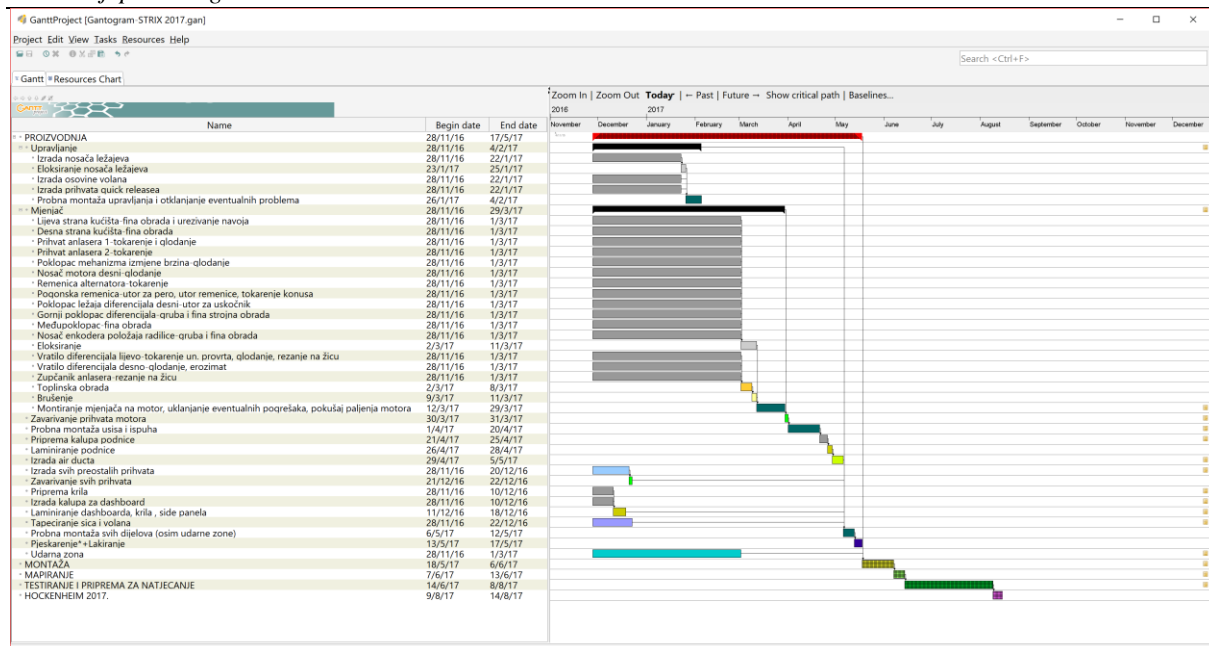 GanttProject [Gantogram-STRIX 2017.gan]
Project Edit View Tasks Resources Help
Search <Ctrl+F>
Gantt Resources Chart
Zoom In | Zoom Out Today | ← Past | Future → Show critical path | Baselines...
2016 2017
Name Begin date End date November December January February March April May June July August September October November December
PROIZVODNJA 28/11/16 17/5/17
Upravljanje 28/11/16 4/2/17
Izrada nosača ležajeva 28/11/16 22/1/17
Eloksiranje nosača ležajeva 23/1/17 25/1/17
Izrada osovine volana 28/11/16 22/1/17
Izrada prihvata quick releasea 28/11/16 22/1/17
Probna montaža upravljanja i otklanjanje eventualnih problema 26/1/17 4/2/17
Mjenjač 28/11/16 29/3/17
Lijeva strana kućišta-fina obrada i urezivanje navoja 28/11/16 1/3/17
Desna strana kućišta-fina obrada 28/11/16 1/3/17
Prihvat anlasera 1-tokarenje i glodanje 28/11/16 1/3/17
Prihvat anlasera 2-tokarenje 28/11/16 1/3/17
Poklopac mehanizma izmjene brzina-glodanje 28/11/16 1/3/17
Nosač motora desni-glodanje 28/11/16 1/3/17
Remenica alternatora-tokarenje 28/11/16 1/3/17
Pogonska remenica-utor za pero, utor remenice, tokarenje konusa 28/11/16 1/3/17
Poklopac ležaja diferencijala desni-utor za uskočnik 28/11/16 1/3/17
Gornji poklopac diferencijala-gruba i fina strojna obrada 28/11/16 1/3/17
Međupoklopac-fina obrada 28/11/16 1/3/17
Nosač enkodera položaja radilice-gruba i fina obrada 28/11/16 1/3/17
Eloksiranje 2/3/17 11/3/17
Vratilo diferencijala lijevo-tokarenje un. provrta, glodanje, rezanje na žicu 28/11/16 1/3/17
Vratilo diferencijala desno-glodanje, erozimat 28/11/16 1/3/17
Zupčanik anlasera-rezanje na žicu 28/11/16 1/3/17
Toplinska obrada 2/3/17 8/3/17
Brušenje 9/3/17 11/3/17
Montiranje mjenjača na motor, uklanjanje eventualnih pogrešaka, pokušaj paljenja motora 12/3/17 29/3/17
Zavarivanje prihvata motora 30/3/17 31/3/17
Probna montaža usisa i ispuha 1/4/17 20/4/17
Priprema kalupa podnice 21/4/17 25/4/17
Laminiranje podnice 26/4/17 28/4/17
Izrada air ducta 29/4/17 5/5/17
Izrada svih preostalih prihvata 28/11/16 20/12/16
Zavarivanje svih prihvata 21/12/16 22/12/16
Priprema krila 28/11/16 10/12/16
Izrada kalupa za dashboard 28/11/16 10/12/16
Laminiranje dashboarda, krila , side panela 11/12/16 18/12/16
Tapeciranje sica i volana 28/11/16 22/12/16
Probna montaža svih dijelova (osim udarne zone) 6/5/17 12/5/17
Pjeskarenje^+Lakiranje 13/5/17 17/5/17
Udarna zona 28/11/16 1/3/17
MONTAŽA 18/5/17 6/6/17
MAPIRANJE 7/6/17 13/6/17
TESTIRANJE I PRIPREMA ZA NATJECANJE 14/6/17 8/8/17
HOCKENHEIM 2017. 9/8/17 14/8/17